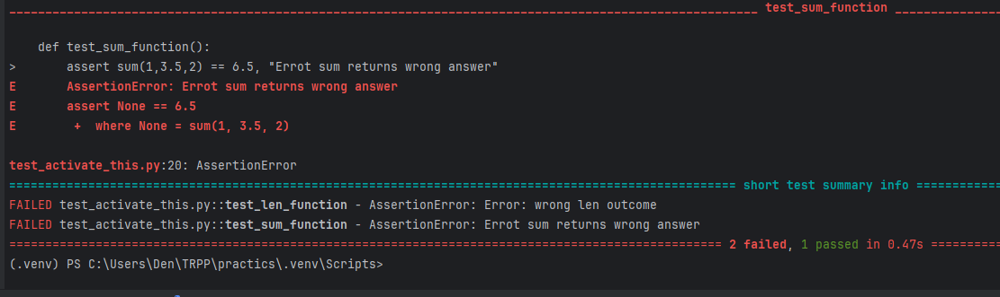 ________________________________________________________________________________________________________ test_sum_function _______________
    def test_sum_function():
>       assert sum(1,3.5,2) == 6.5, "Errot sum returns wrong answer"
E       AssertionError: Errot sum returns wrong answer
E       assert None == 6.5
E        +  where None = sum(1, 3.5, 2)
test_activate_this.py:20: AssertionError
===================================================================================================== short test summary info ============
FAILED test_activate_this.py::test_len_function - AssertionError: Error: wrong len outcome
FAILED test_activate_this.py::test_sum_function - AssertionError: Errot sum returns wrong answer
=================================================================================================== 2 failed, 1 passed in 0.47s ==========
(.venv) PS C:\Users\Den\TRPP\practics\.venv\Scripts>